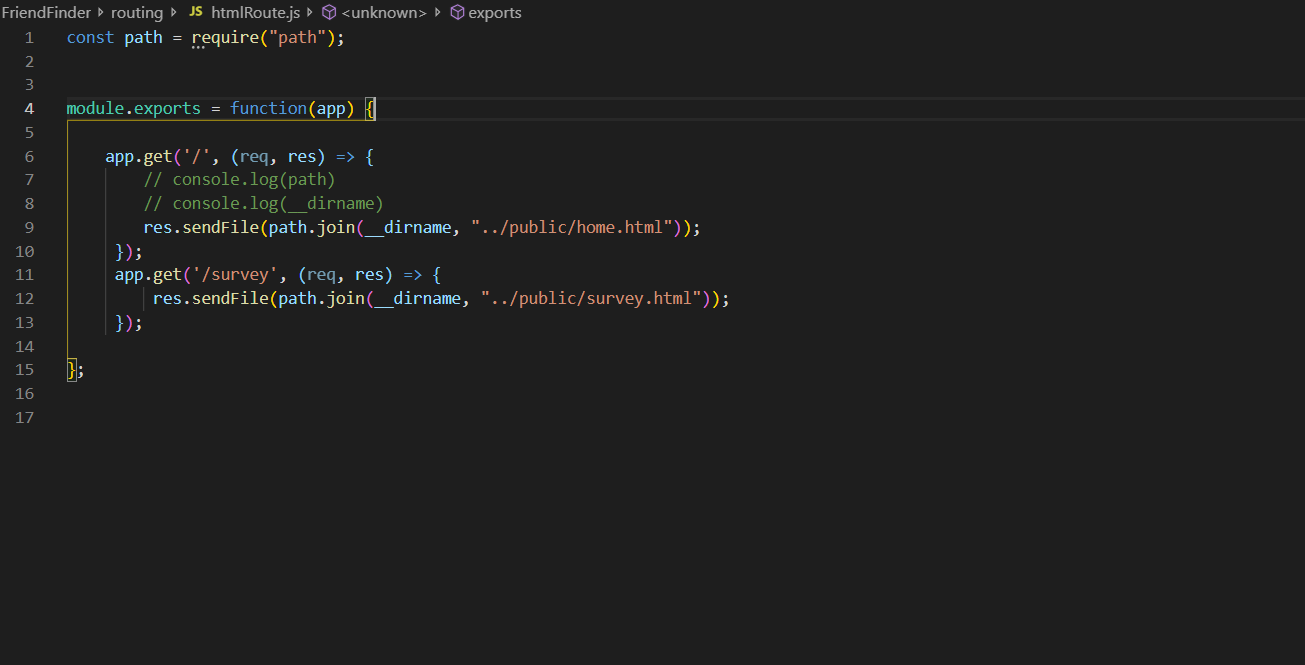 FriendFinder > routing > JS htmlRoute.js > <unknown> > exports
1 const path = require("path");
2
3
4 module.exports = function(app) {
5
6     app.get('/', (req, res) => {
7         // console.log(path)
8         // console.log(__dirname)
9         res.sendFile(path.join(__dirname, "../public/home.html"));
10      });
11      app.get('/survey', (req, res) => {
12          res.sendFile(path.join(__dirname, "../public/survey.html"));
13      });
14
15 };
16
17